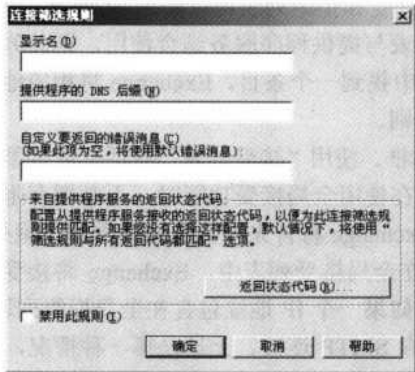 连接筛选规则
显示名(D)
提供程序的 DNS 后缀(N)
自定义要返回的错误消息(C)
(如果此项为空，将使用默认错误消息)
来自提供程序服务的返回状态代码:
配置从提供程序服务接收的返回状态代码，以便为此连接筛选规
则提供匹配。如果您没有选择这样配置，默认情况下，将使用“
筛选规则与所有返回代码都匹配”选项。
返回状态代码(R)...
禁用此规则(I)
确定
取消
帮助